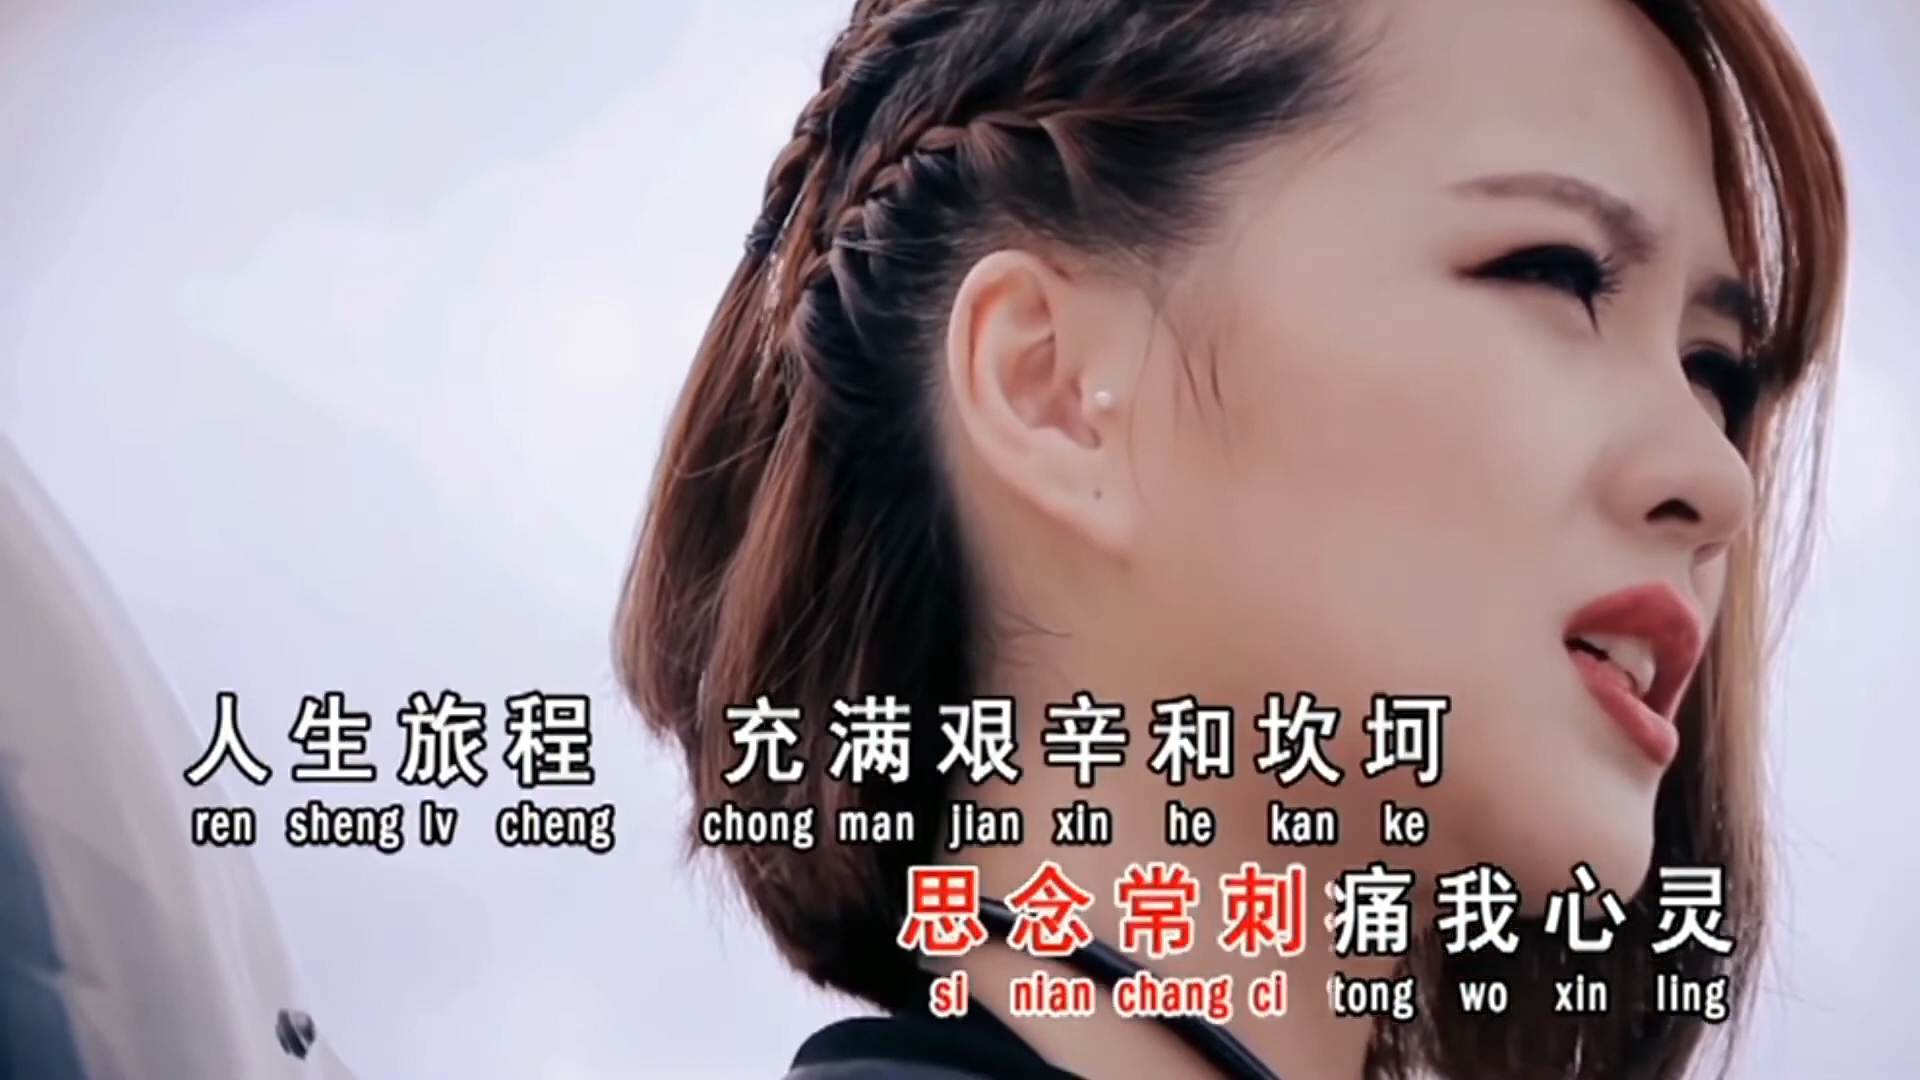 人生旅程 充满艰辛和坎坷
ren sheng lv cheng chong man jian xin he kan ke
思念常刺痛我心灵
si nian chang ci tong wo xin ling